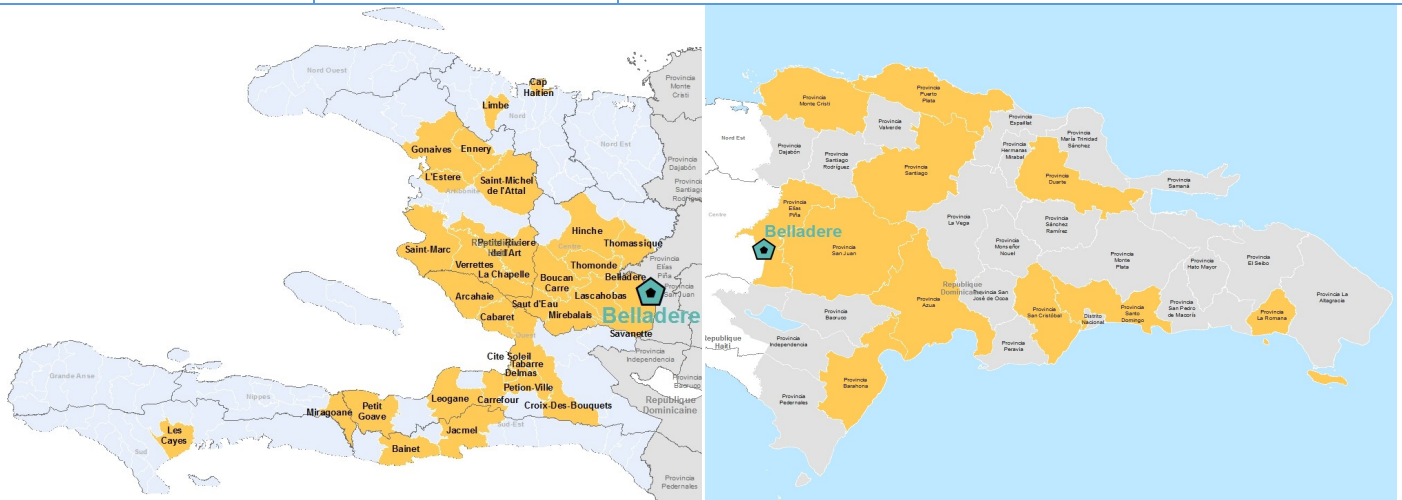 Nord Ouest
Cap
Haitien
Limbe
Nord
Nord Est
Provincia
Monte
Cristi
Gonaives
Ennery
L'Estere
Saint-Michel
de l'Attal
Provincia
Dajabón
Provincia
Santiago
Hinche
Thomassique
Centre
Saint-Marc
Petite Riviere
de l'Art
Verrettes
La Chapelle
Thomonde
Boucan
Carre
Belladere
Provincia
Elías
Piña
Provincia
San Juan
Lascahobas
Arcahaie
Saut d'Eau
Cabaret
Mirebalais
Belladere
Savanette
Ouest
Cite Soleil
Tabarre
Delmas
Petion-Ville
Provincia
Independencia
Provincia
Baoruco
Grande Anse
Nippes
Leogane
Carrefour
Croix-Des-Bouquets
Republique
Dominicaine
Miragoane
Petit
Goave
Jacmel
Sud-Est
Bainet
Les
Cayes
Sud
Provincia
Pedernales
Provincia
Monte Cristi
Provincia
Puerto
Plata
Nord Est
Provincia
Valverde
Provincia
Espaillat
Provincia
María Trinidad
Sánchez
Provincia
Dajabón
Provincia
Santiago
Rodríguez
Provincia
Hermanas
Mirabal
Provincia
Santiago
Provincia
Duarte
Provincia
Samaná
Centre
Provincia
Elías
Piña
Belladere
Provincia
San Juan
Provincia
La Vega
Provincia
Sánchez
Ramírez
Provincia
Monseñor
Nouel
Provincia
Monte
Plata
Provincia
Hato Mayor
Provincia
El Seibo
Provincia La
Altagracia
Republique
Dominicaine
Provincia San
José de Ocoa
Provincia
Azua
Provincia
San Cristóbal
Distrito
Nacional
Provincia
Santo
Domingo
Provincia
San Pedro
de Macorís
Provincia
La Romana
Provincia
Baoruco
Provincia
Independencia
Republique
Haiti
Provincia
Peravia
Provincia
Barahona
Provincia
Pedernales